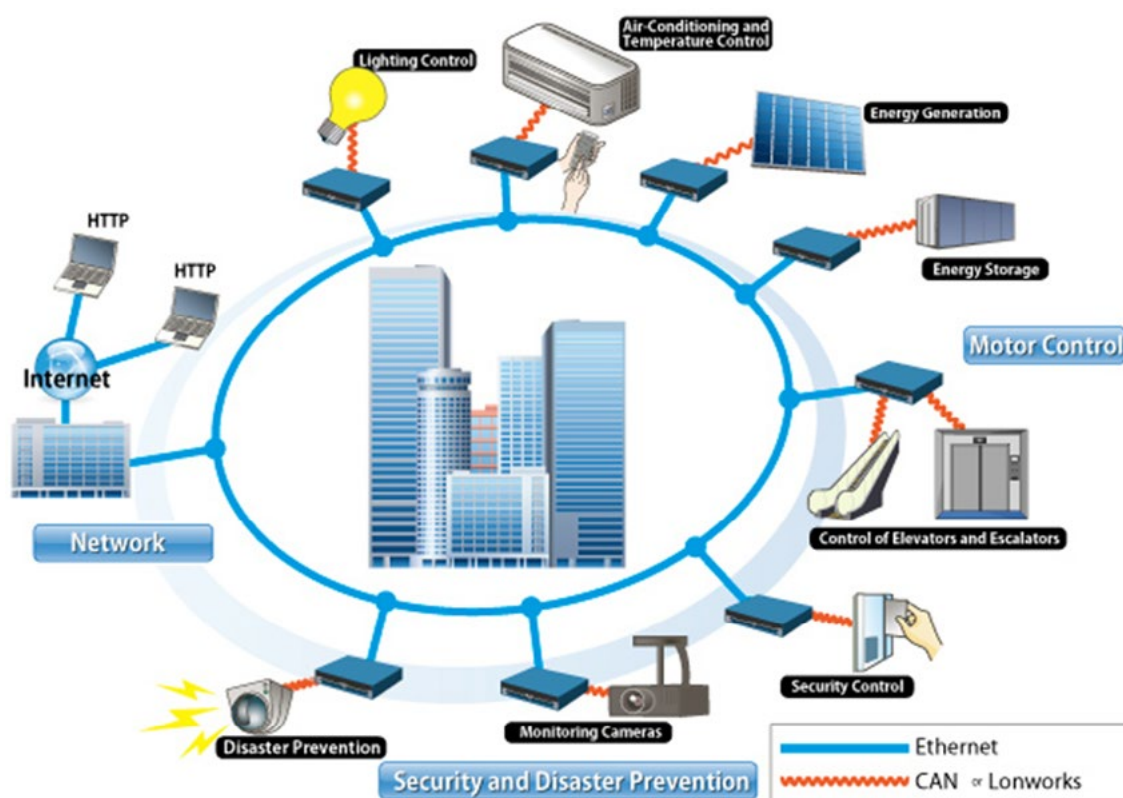 Air-Conditioning and
Temperature Control
Lighting Control
Energy Generation
HTTP
HTTP
Energy Storage
Motor Control
Internet
Control of Elevators and Escalators
Network
Security Control
Monitoring Cameras
Disaster Prevention
Security and Disaster Prevention
Ethernet
CAN or Lonworks